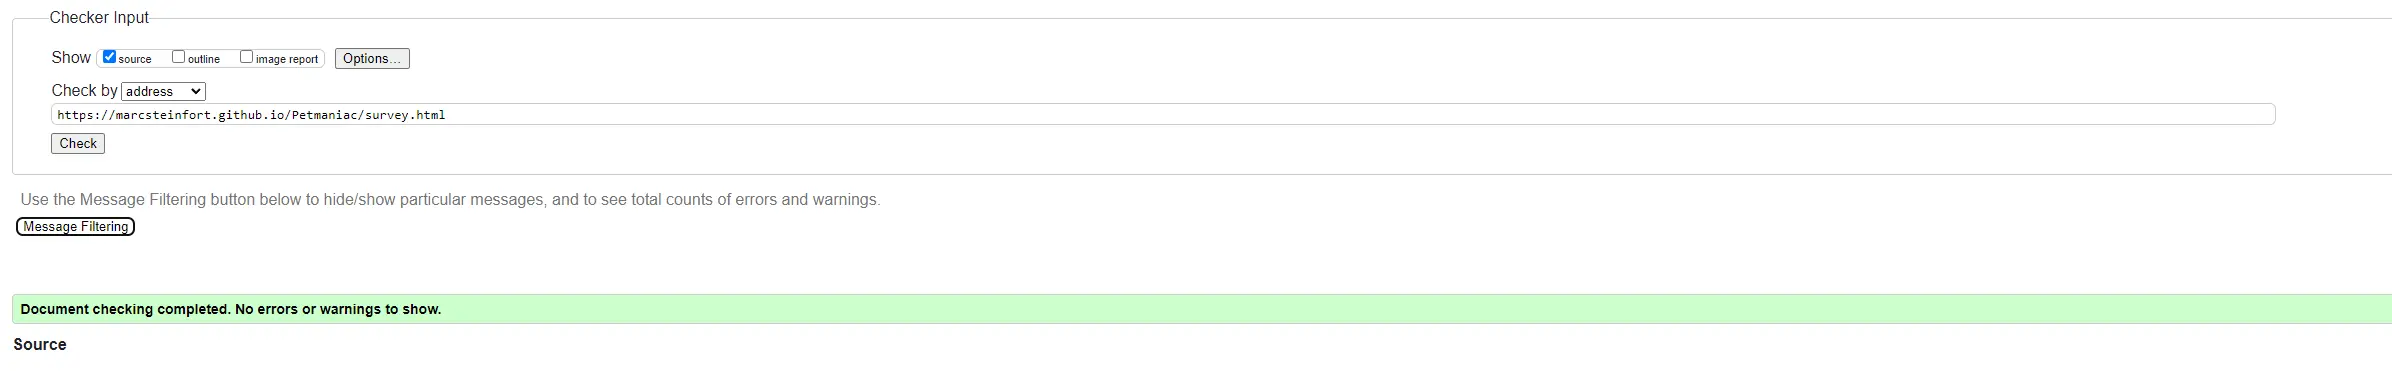 Checker Input
Show source outline image report Options...
Check by address
https://marcsteinfort.github.io/Petmaniac/survey.html
Check
Use the Message Filtering button below to hide/show particular messages, and to see total counts of errors and warnings.
Message Filtering
Document checking completed. No errors or warnings to show.
Source